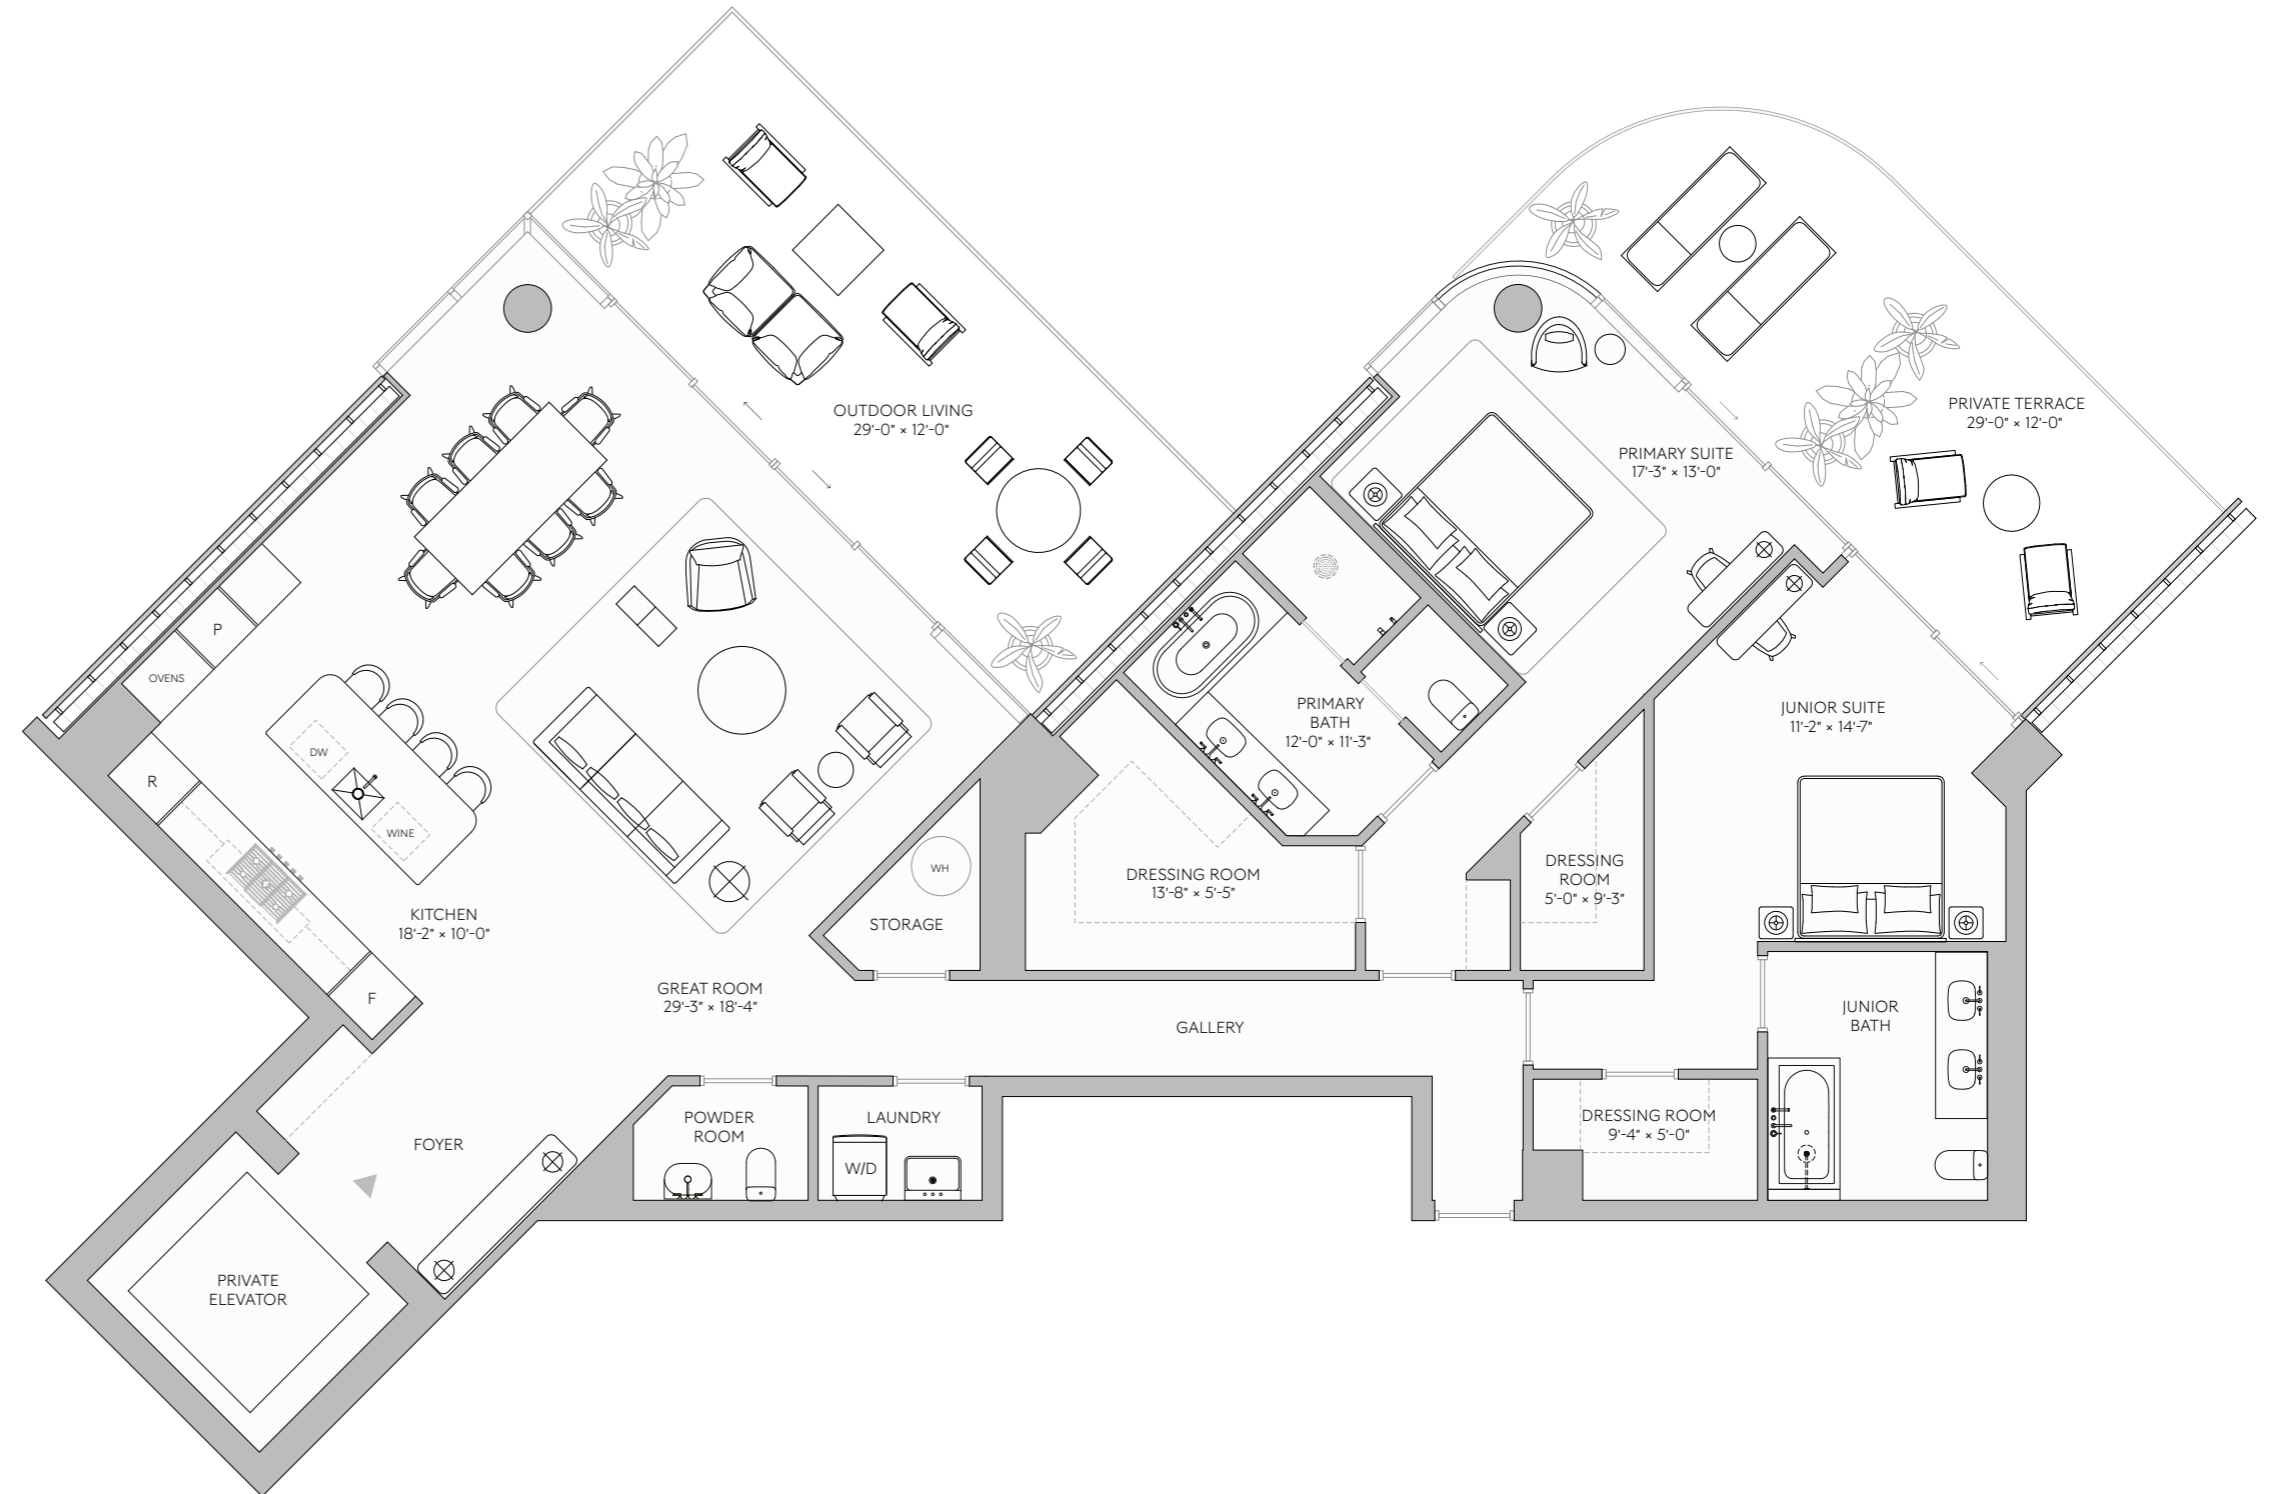 OUTDOOR LIVING
29'-0" × 12'-0"
PRIVATE TERRACE
29'-0" × 12'-0"
PRIMARY SUITE
17'-3" × 13'-0"
P
OVENS
DW
R
WINE
PRIMARY
BATH
12'-0" × 11'-3"
JUNIOR SUITE
11'-2" × 14'-7"
WH
STORAGE
DRESSING ROOM
13'-8" × 5'-5"
DRESSING
ROOM
5'-0" × 9'-3"
KITCHEN
18'-2" × 10'-0"
F
GREAT ROOM
29'-3" × 18'-4"
GALLERY
JUNIOR
BATH
FOYER
POWDER
ROOM
LAUNDRY
W/D
DRESSING ROOM
9'-4" × 5'-0"
PRIVATE
ELEVATOR